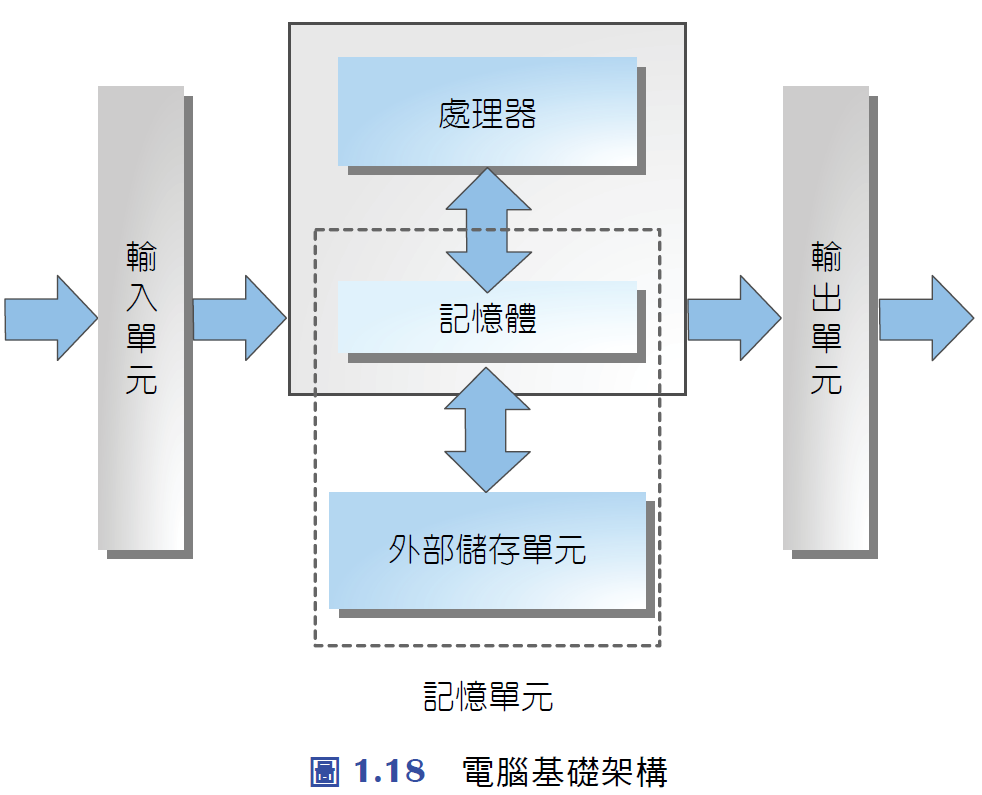 處理器
輸入單元
記憶體
輸出單元
外部儲存單元
記憶單元
圖 1.18 電腦基礎架構